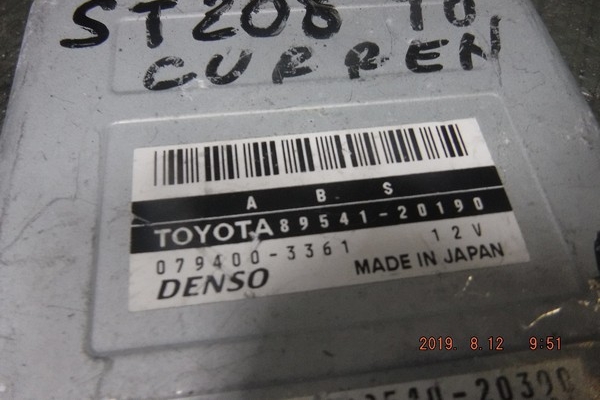 ST208 TO
CURREN
A B S
TOYOTA 89541-20190
079400-3361 12V
DENSO MADE IN JAPAN
2019. 8.12 9:51